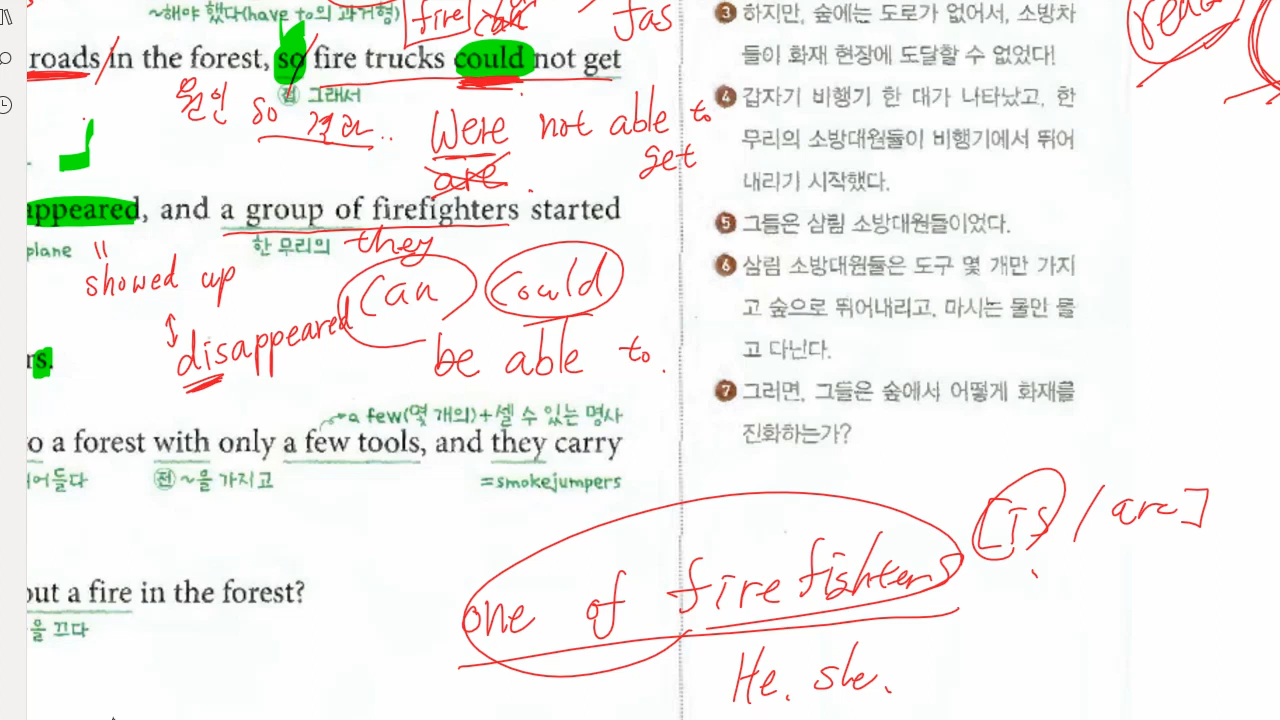 ~해야 했다(have to의 과거형)
fire can
fas
roads in the forest, so fire trucks could not get
접 그래서
원인 so 결과..
were not able to
get
are
appeared, and a group of firefighters started
plane
한 무리의 they
showed up
disappeared
can could
be able to.
rs.
a few(몇 개의)+셀 수 있는 명사
o a forest with only a few tools, and they carry
어들다
전 ~을 가지고
=smokejumpers
out a fire in the forest?
을 끄다
one of firefighters [is / are]
He. she.
3 하지만, 숲에는 도로가 없어서, 소방차
들이 화재 현장에 도달할 수 없었다!
4 갑자기 비행기 한 대가 나타났고, 한
무리의 소방대원들이 비행기에서 뛰어
내리기 시작했다.
5 그들은 삼림 소방대원들이었다.
6 삼림 소방대원들은 도구 몇 개만 가지
고 숲으로 뛰어내리고, 마시는 물만 들
고 다닌다.
7 그러면, 그들은 숲에서 어떻게 화재를
진화하는가?